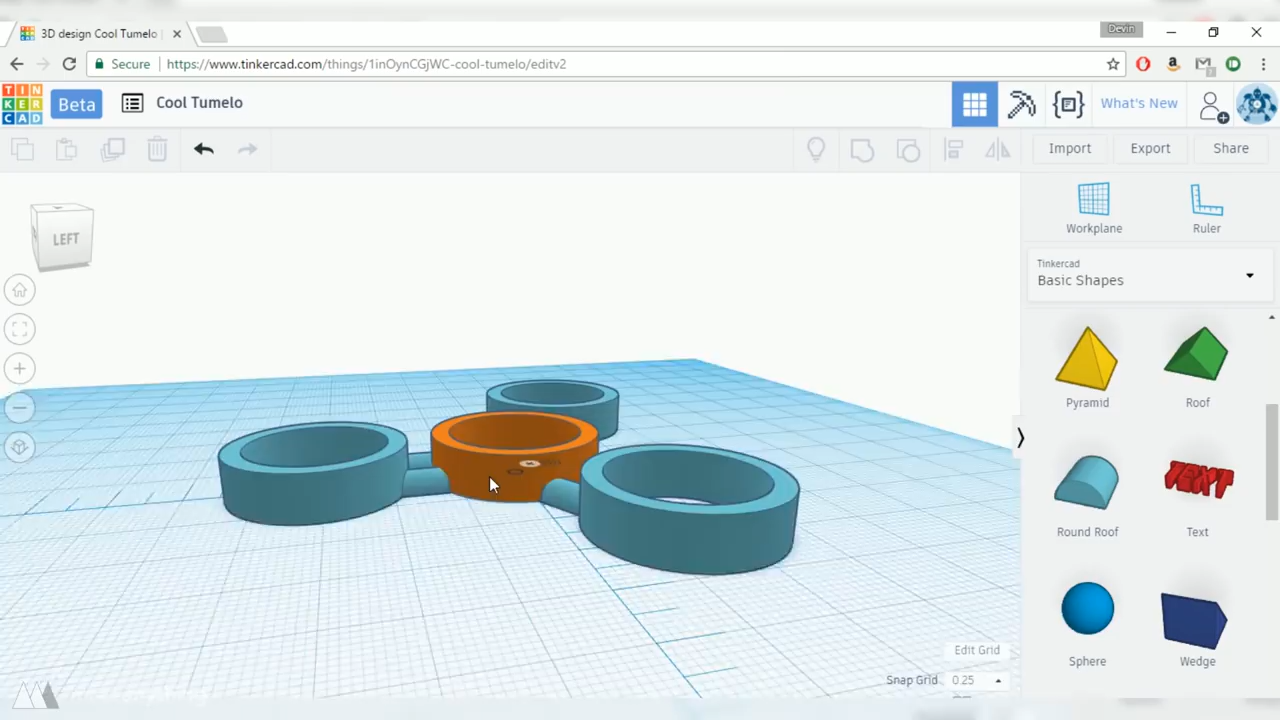 3D design Cool Tumelo
Devin
Secure
https://www.tinkercad.com/things/1inOynCGjWC-cool-tumelo/editv2
TIN
KER
CAD
Beta
Cool Tumelo
What's New
Import
Export
Share
LEFT
Workplane
Ruler
Tinkercad
Basic Shapes
Pyramid
Roof
TEXT
Round Roof
Text
Sphere
Wedge
Edit Grid
Snap Grid 0.25